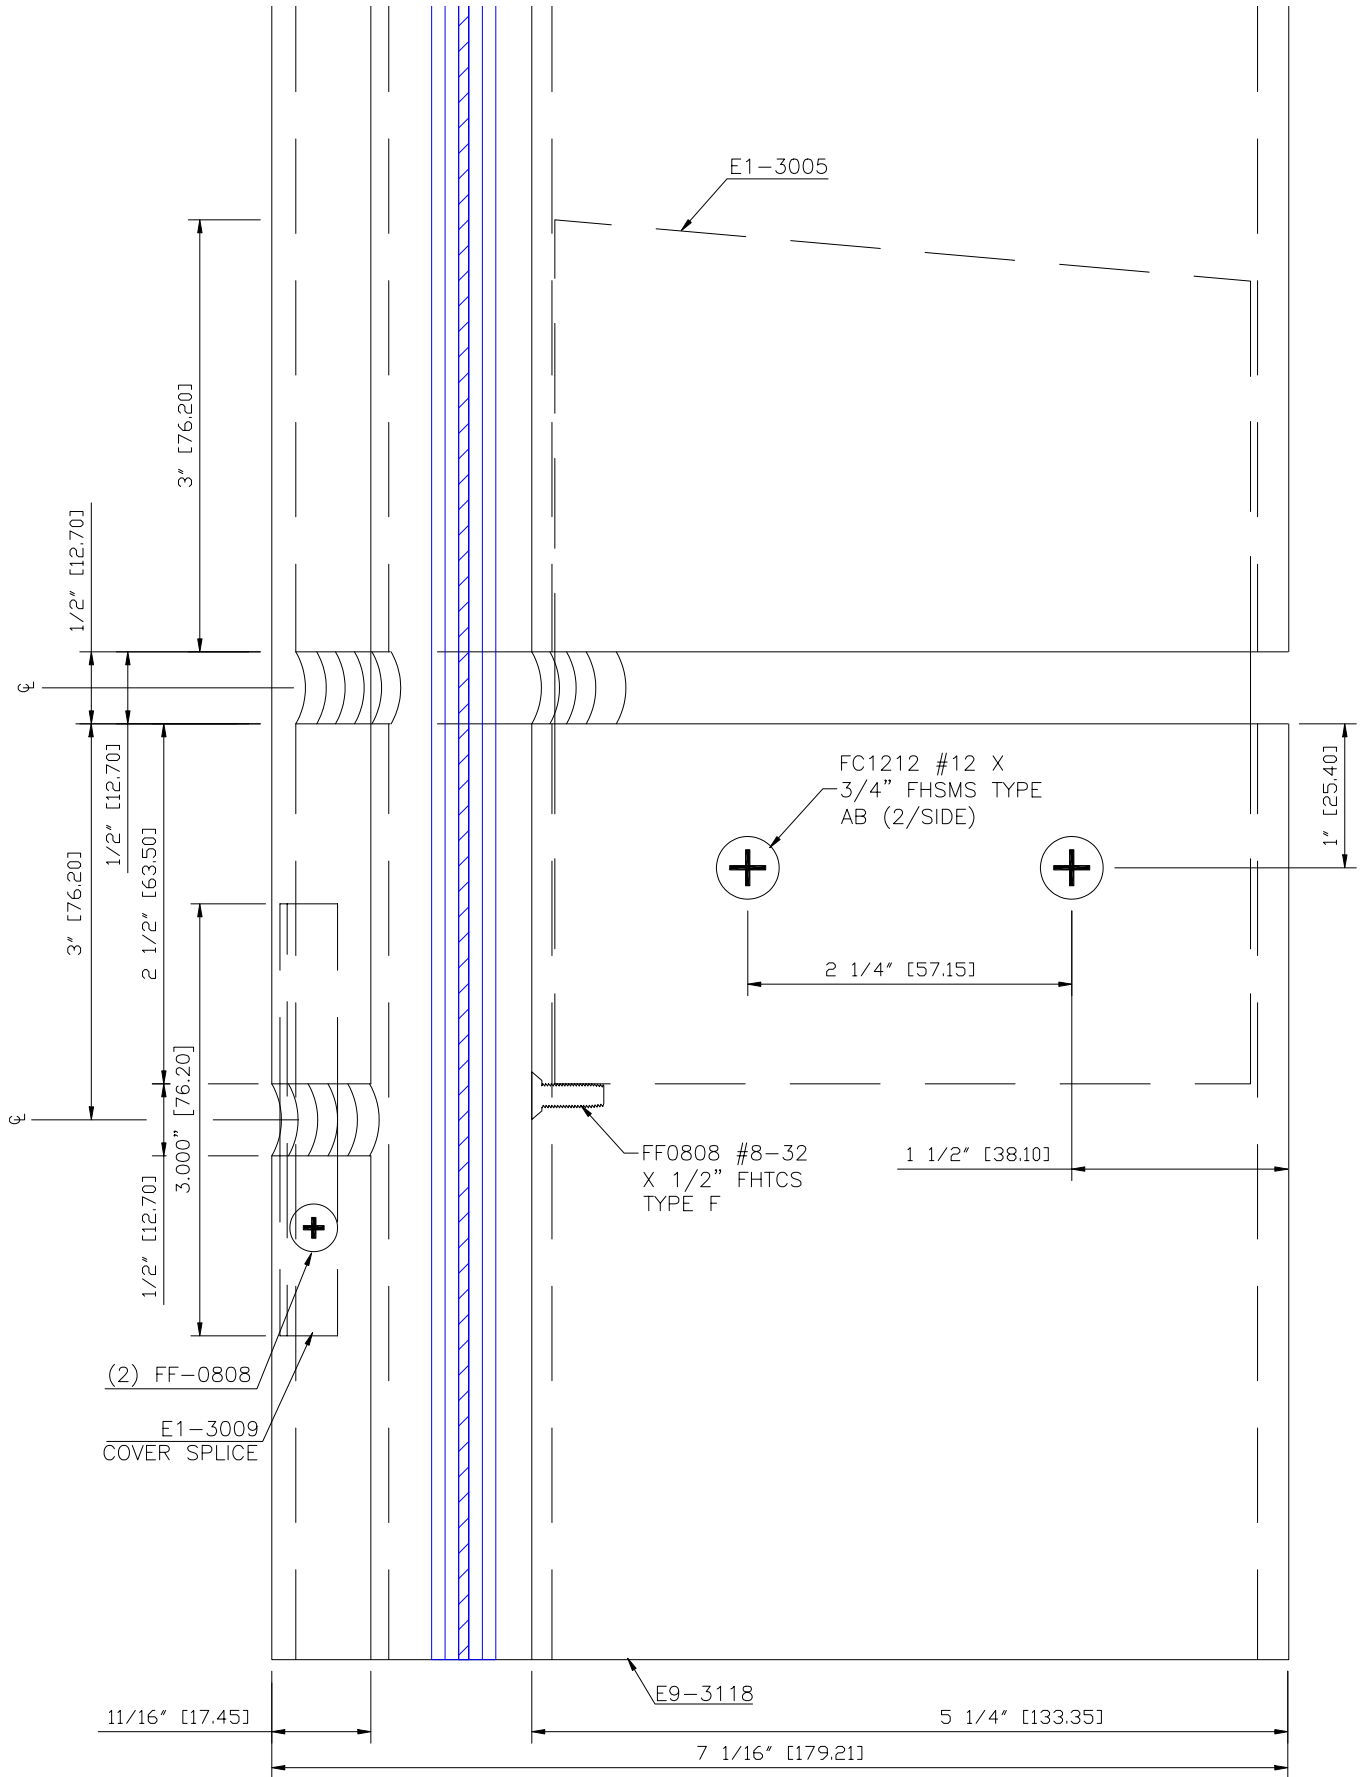 E1-3005
3" [76.20]
1/2" [12.70]
℄
1/2" [12.70]
FC1212 #12 X
3/4" FHSMS TYPE
AB (2/SIDE)
1" [25.40]
3" [76.20]
2 1/2" [63.50]
2 1/4" [57.15]
3.000" [76.20]
℄
FF0808 #8-32
X 1/2" FHTCS
TYPE F
1 1/2" [38.10]
1/2" [12.70]
(2) FF-0808
E1-3009
COVER SPLICE
E9-3118
11/16" [17.45]
5 1/4" [133.35]
7 1/16" [179.21]